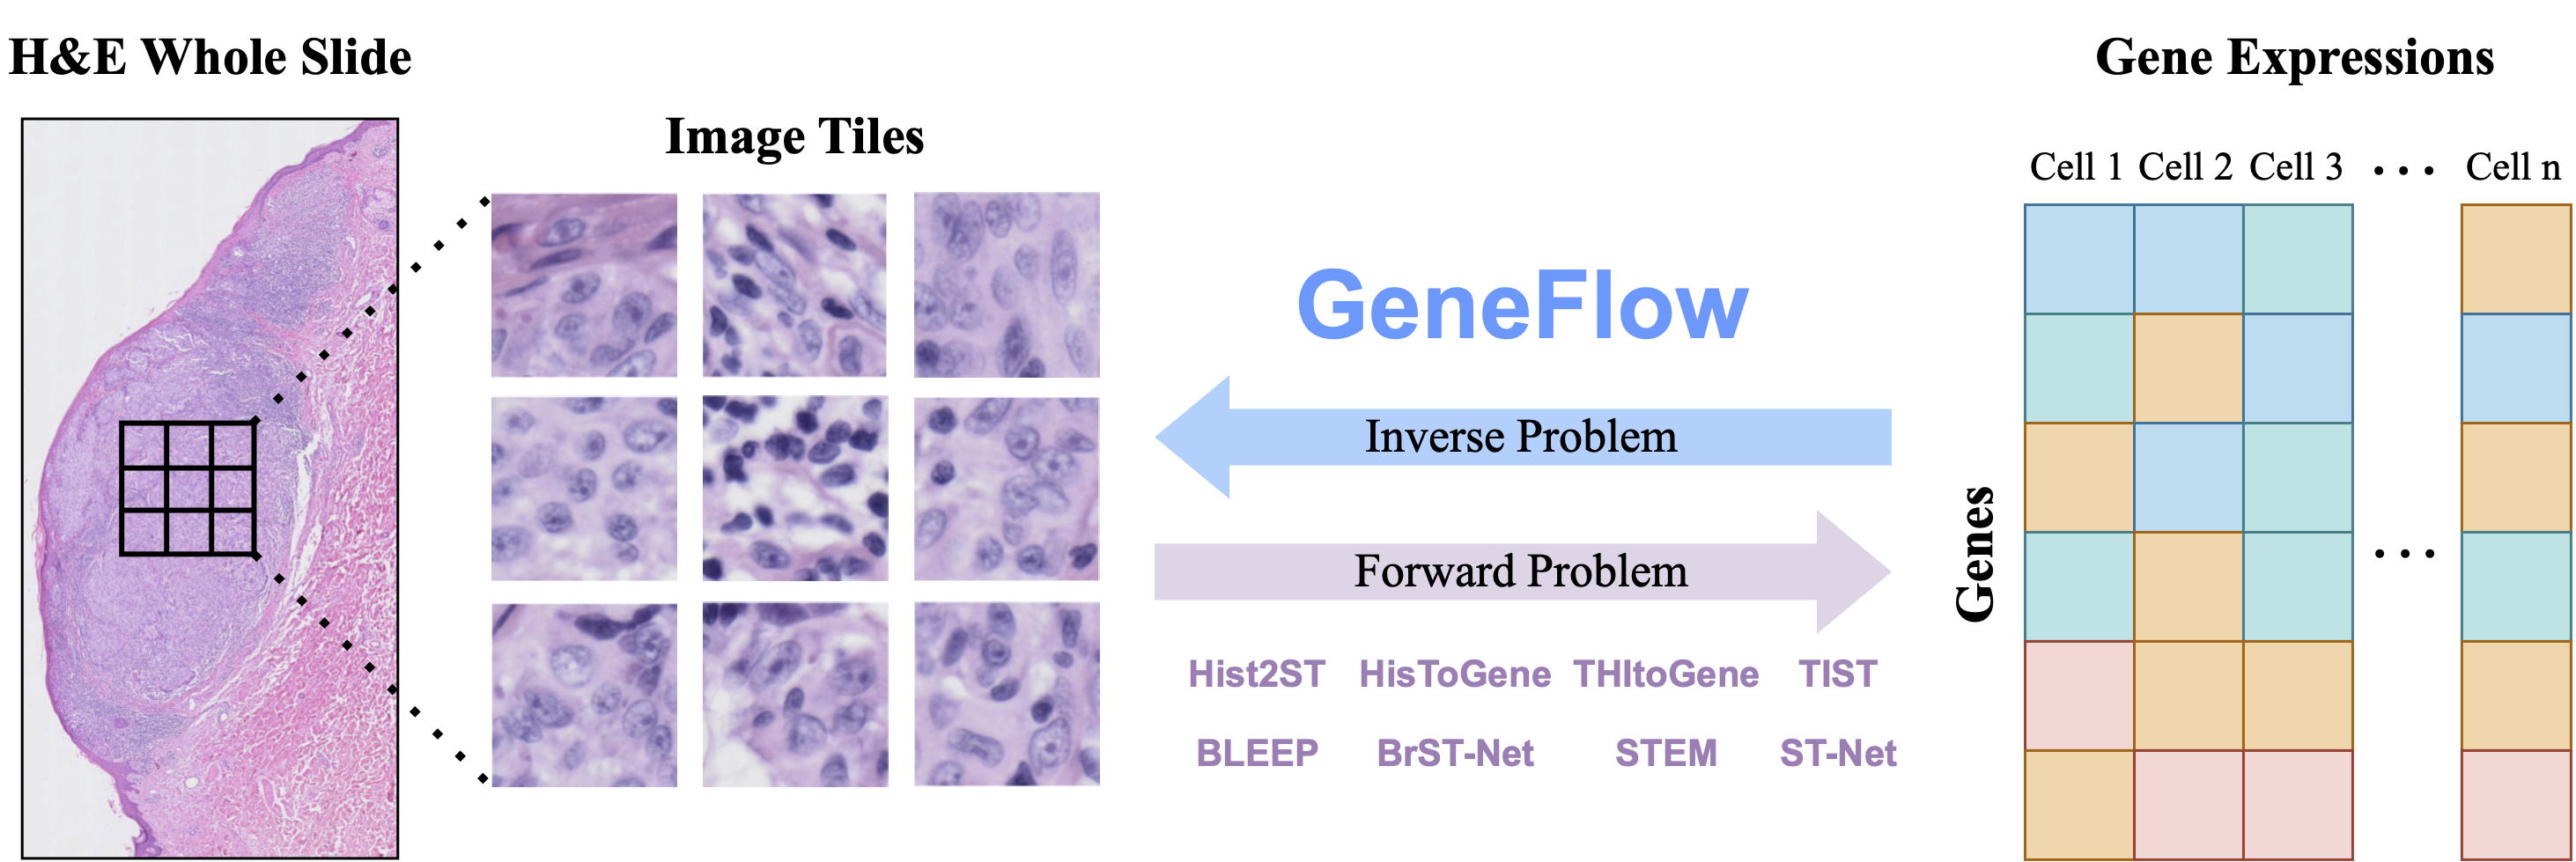 H&E Whole Slide
Image Tiles
GeneFlow
Inverse Problem
Forward Problem
Hist2ST HisToGene THItoGene TIST
BLEEP BrST-Net STEM ST-Net
Gene Expressions
Cell 1 Cell 2 Cell 3 • • • Cell n
Genes
• • •